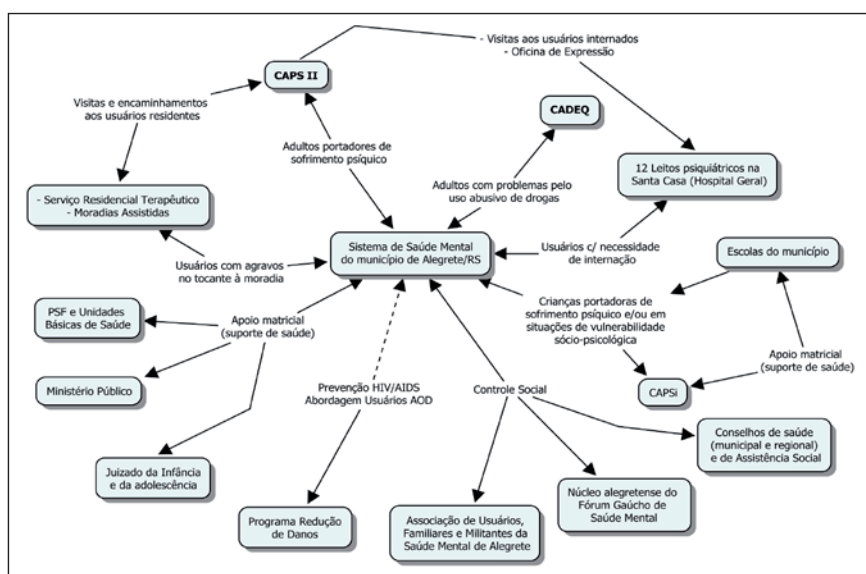 - Visitas aos usuários internados
- Oficina de Expressão
CAPS II
Visitas e encaminhamentos
aos usuários residentes
CADEQ
Adultos portadores de
sofrimento psíquico
12 Leitos psiquiátricos na
Santa Casa (Hospital Geral)
Adultos com problemas pelo
uso abusivo de drogas
- Serviço Residencial Terapêutico
- Moradias Assistidas
Sistema de Saúde Mental
do município de Alegrete/RS
Usuários c/ necessidade
de internação
Escolas do município
Usuários com agravos
no tocante à moradia
PSF e Unidades
Básicas de Saúde
Apoio matricial
(suporte de saúde)
Crianças portadoras de
sofrimento psíquico e/ou em
situações de vulnerabilidade
sócio-psicológica
Apoio matricial
(suporte de saúde)
Ministério Público
Prevenção HIV/AIDS
Abordagem Usuários AOD
Controle Social
CAPSi
Conselhos de saúde
(municipal e regional)
e de Assistência Social
Juizado da Infância
e da adolescência
Núcleo alegretense do
Fórum Gaúcho de
Saúde Mental
Programa Redução
de Danos
Associação de Usuários,
Familiares e Militantes da
Saúde Mental de Alegrete